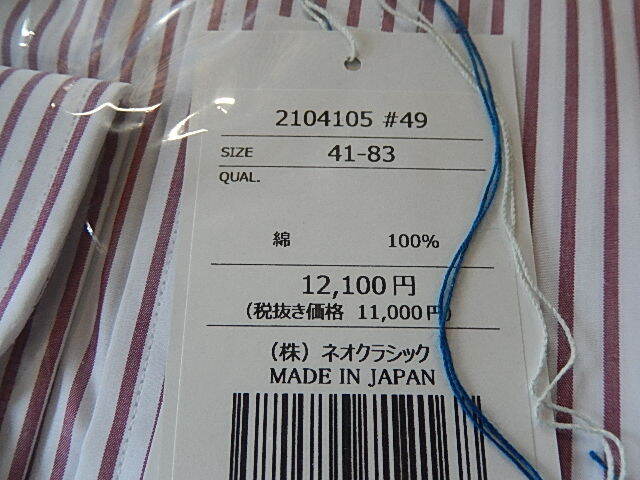 2104105 #49
SIZE 41-83
QUAL.
綿 100%
12,100円
(税抜き価格 11,000円)
(株) ネオクラシック
MADE IN JAPAN